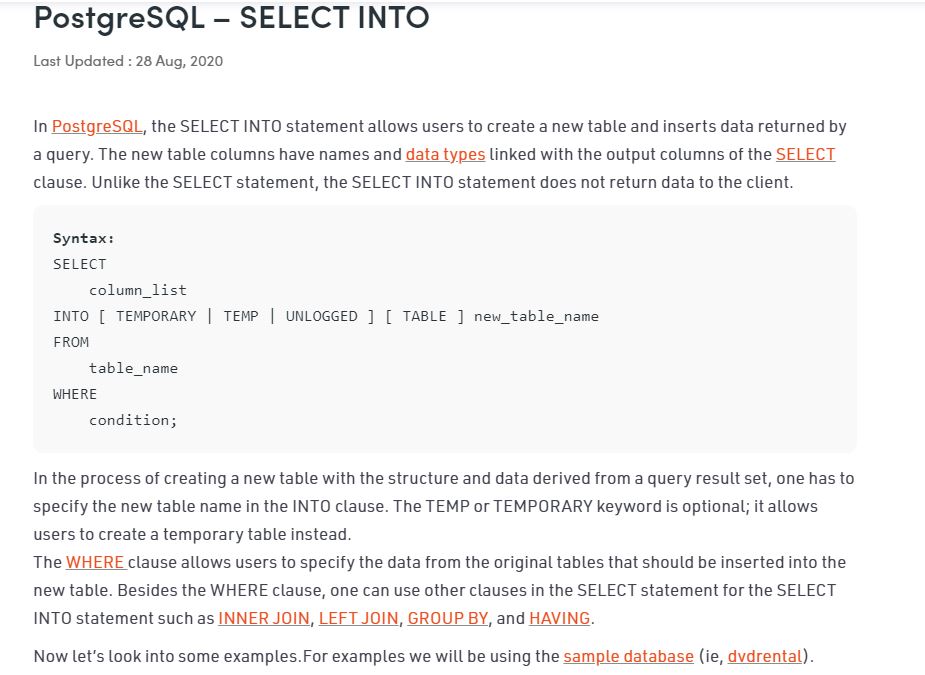 PostgreSQL – SELECT INTO
Last Updated : 28 Aug, 2020
In PostgreSQL, the SELECT INTO statement allows users to create a new table and inserts data returned by
a query. The new table columns have names and data types linked with the output columns of the SELECT
clause. Unlike the SELECT statement, the SELECT INTO statement does not return data to the client.
Syntax:
SELECT
    column_list
INTO [ TEMPORARY | TEMP | UNLOGGED ] [ TABLE ] new_table_name
FROM
    table_name
WHERE
    condition;
In the process of creating a new table with the structure and data derived from a query result set, one has to
specify the new table name in the INTO clause. The TEMP or TEMPORARY keyword is optional; it allows
users to create a temporary table instead.
The WHERE clause allows users to specify the data from the original tables that should be inserted into the
new table. Besides the WHERE clause, one can use other clauses in the SELECT statement for the SELECT
INTO statement such as INNER JOIN, LEFT JOIN, GROUP BY, and HAVING.
Now let's look into some examples.For examples we will be using the sample database (ie, dvdrental).